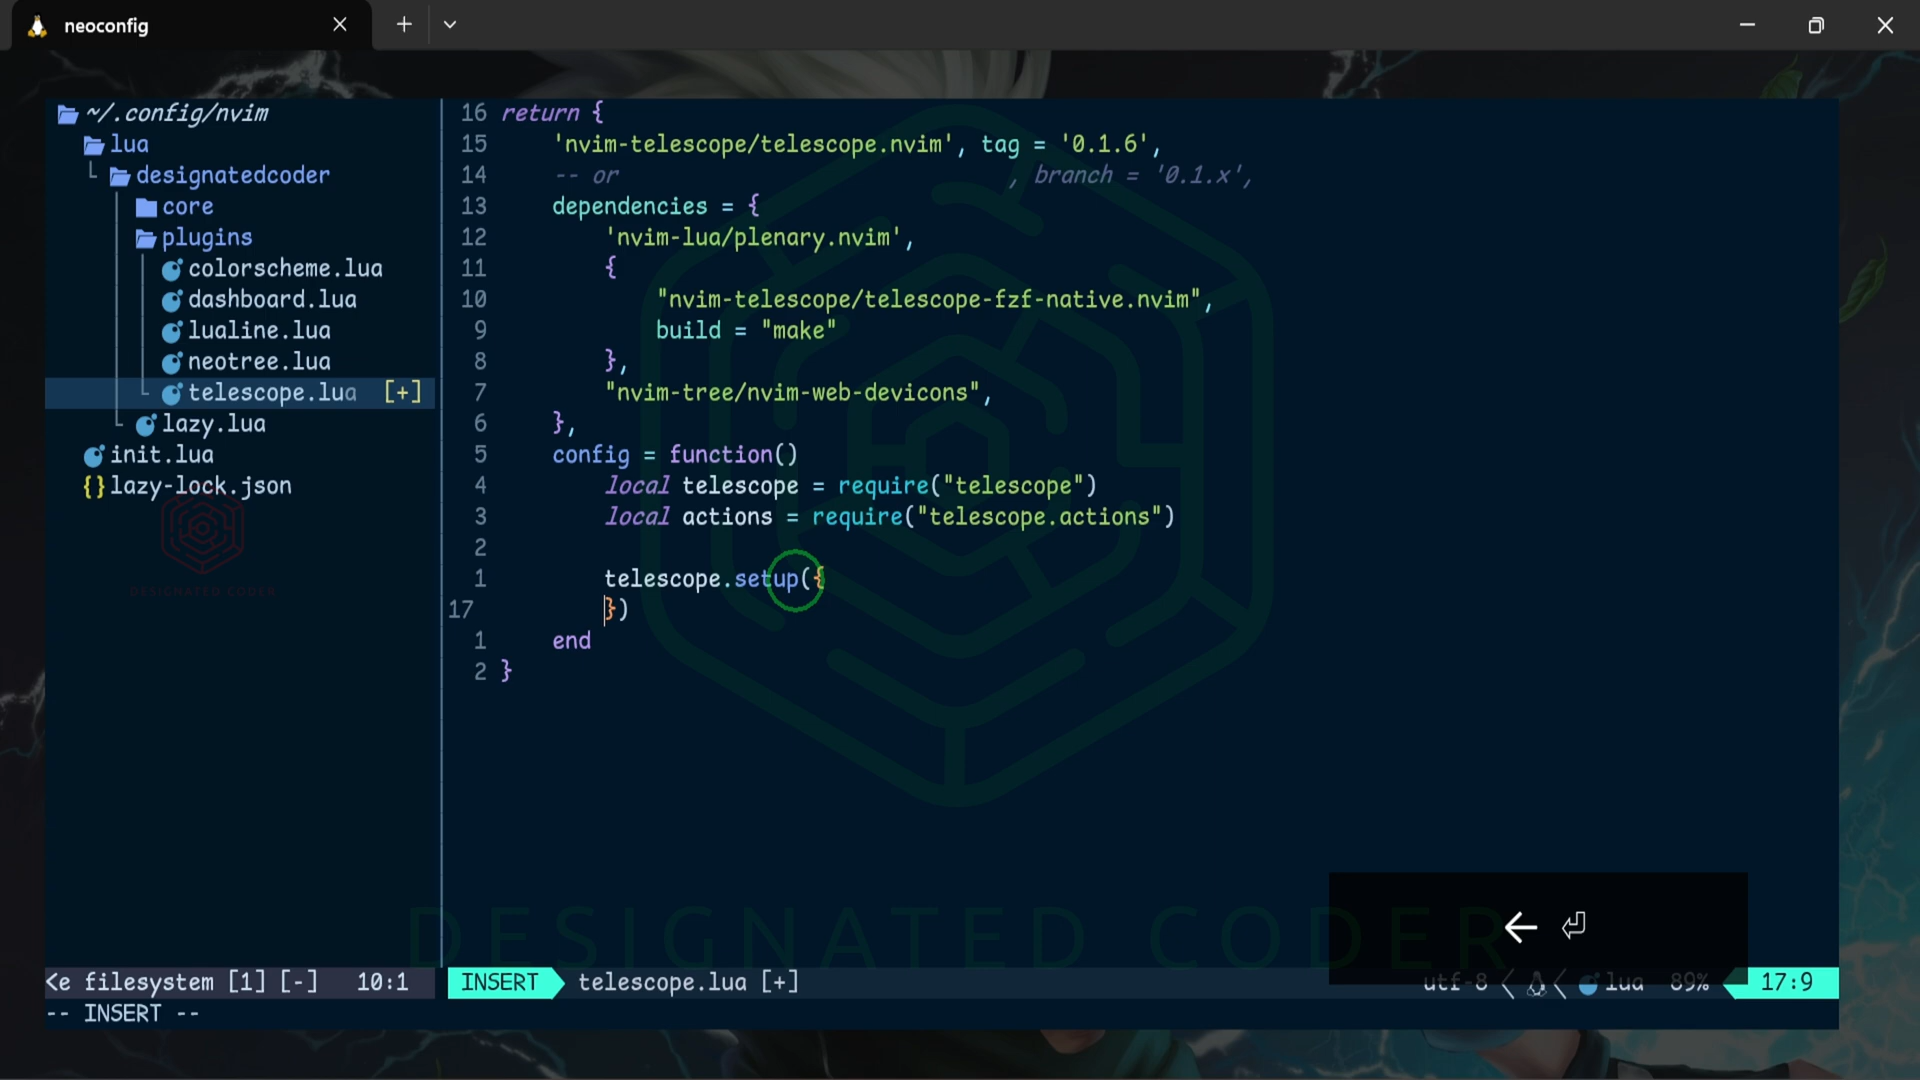 neoconfig
~/.config/nvim
lua
designatedcoder
core
plugins
colorscheme.lua
dashboard.lua
lualine.lua
neotree.lua
telescope.lua [+]
lazy.lua
init.lua
{} lazy-lock.json
DESIGNATED CODER
16 return {
15 'nvim-telescope/telescope.nvim', tag = '0.1.6',
14 -- or , branch = '0.1.x',
13 dependencies = {
12 'nvim-lua/plenary.nvim',
11 {
10 "nvim-telescope/telescope-fzf-native.nvim",
9 build = "make"
8 },
7 "nvim-tree/nvim-web-devicons",
6 },
5 config = function()
4 local telescope = require("telescope")
3 local actions = require("telescope.actions")
2
1 telescope.setup({
17 })
1 end
2 }
DESIGNATED CODER
<e filesystem [1] [-] 10:1 INSERT telescope.lua [+] utf-8 lua 89% 17:9
-- INSERT --